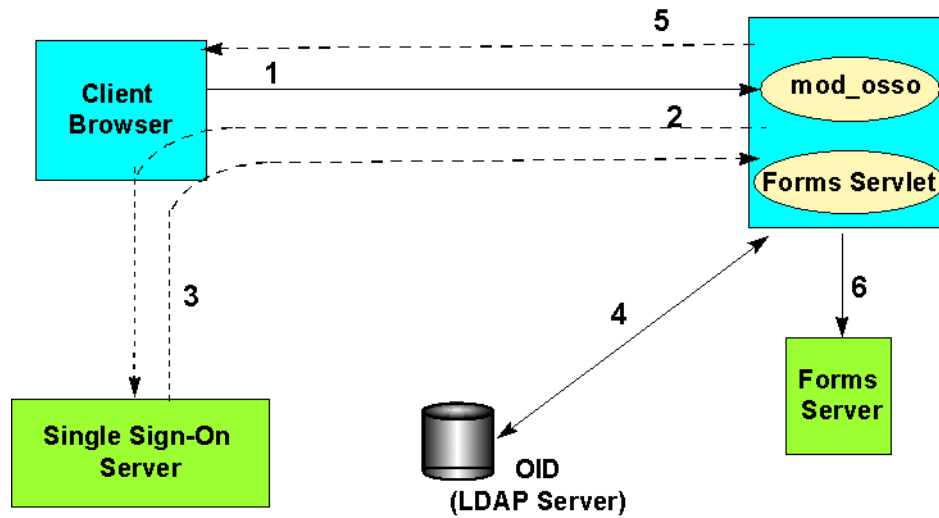 5
1
Client
Browser
mod_osso
2
Forms Servlet
3
4
6
Forms
Server
Single Sign-On
Server
OID
(LDAP Server)